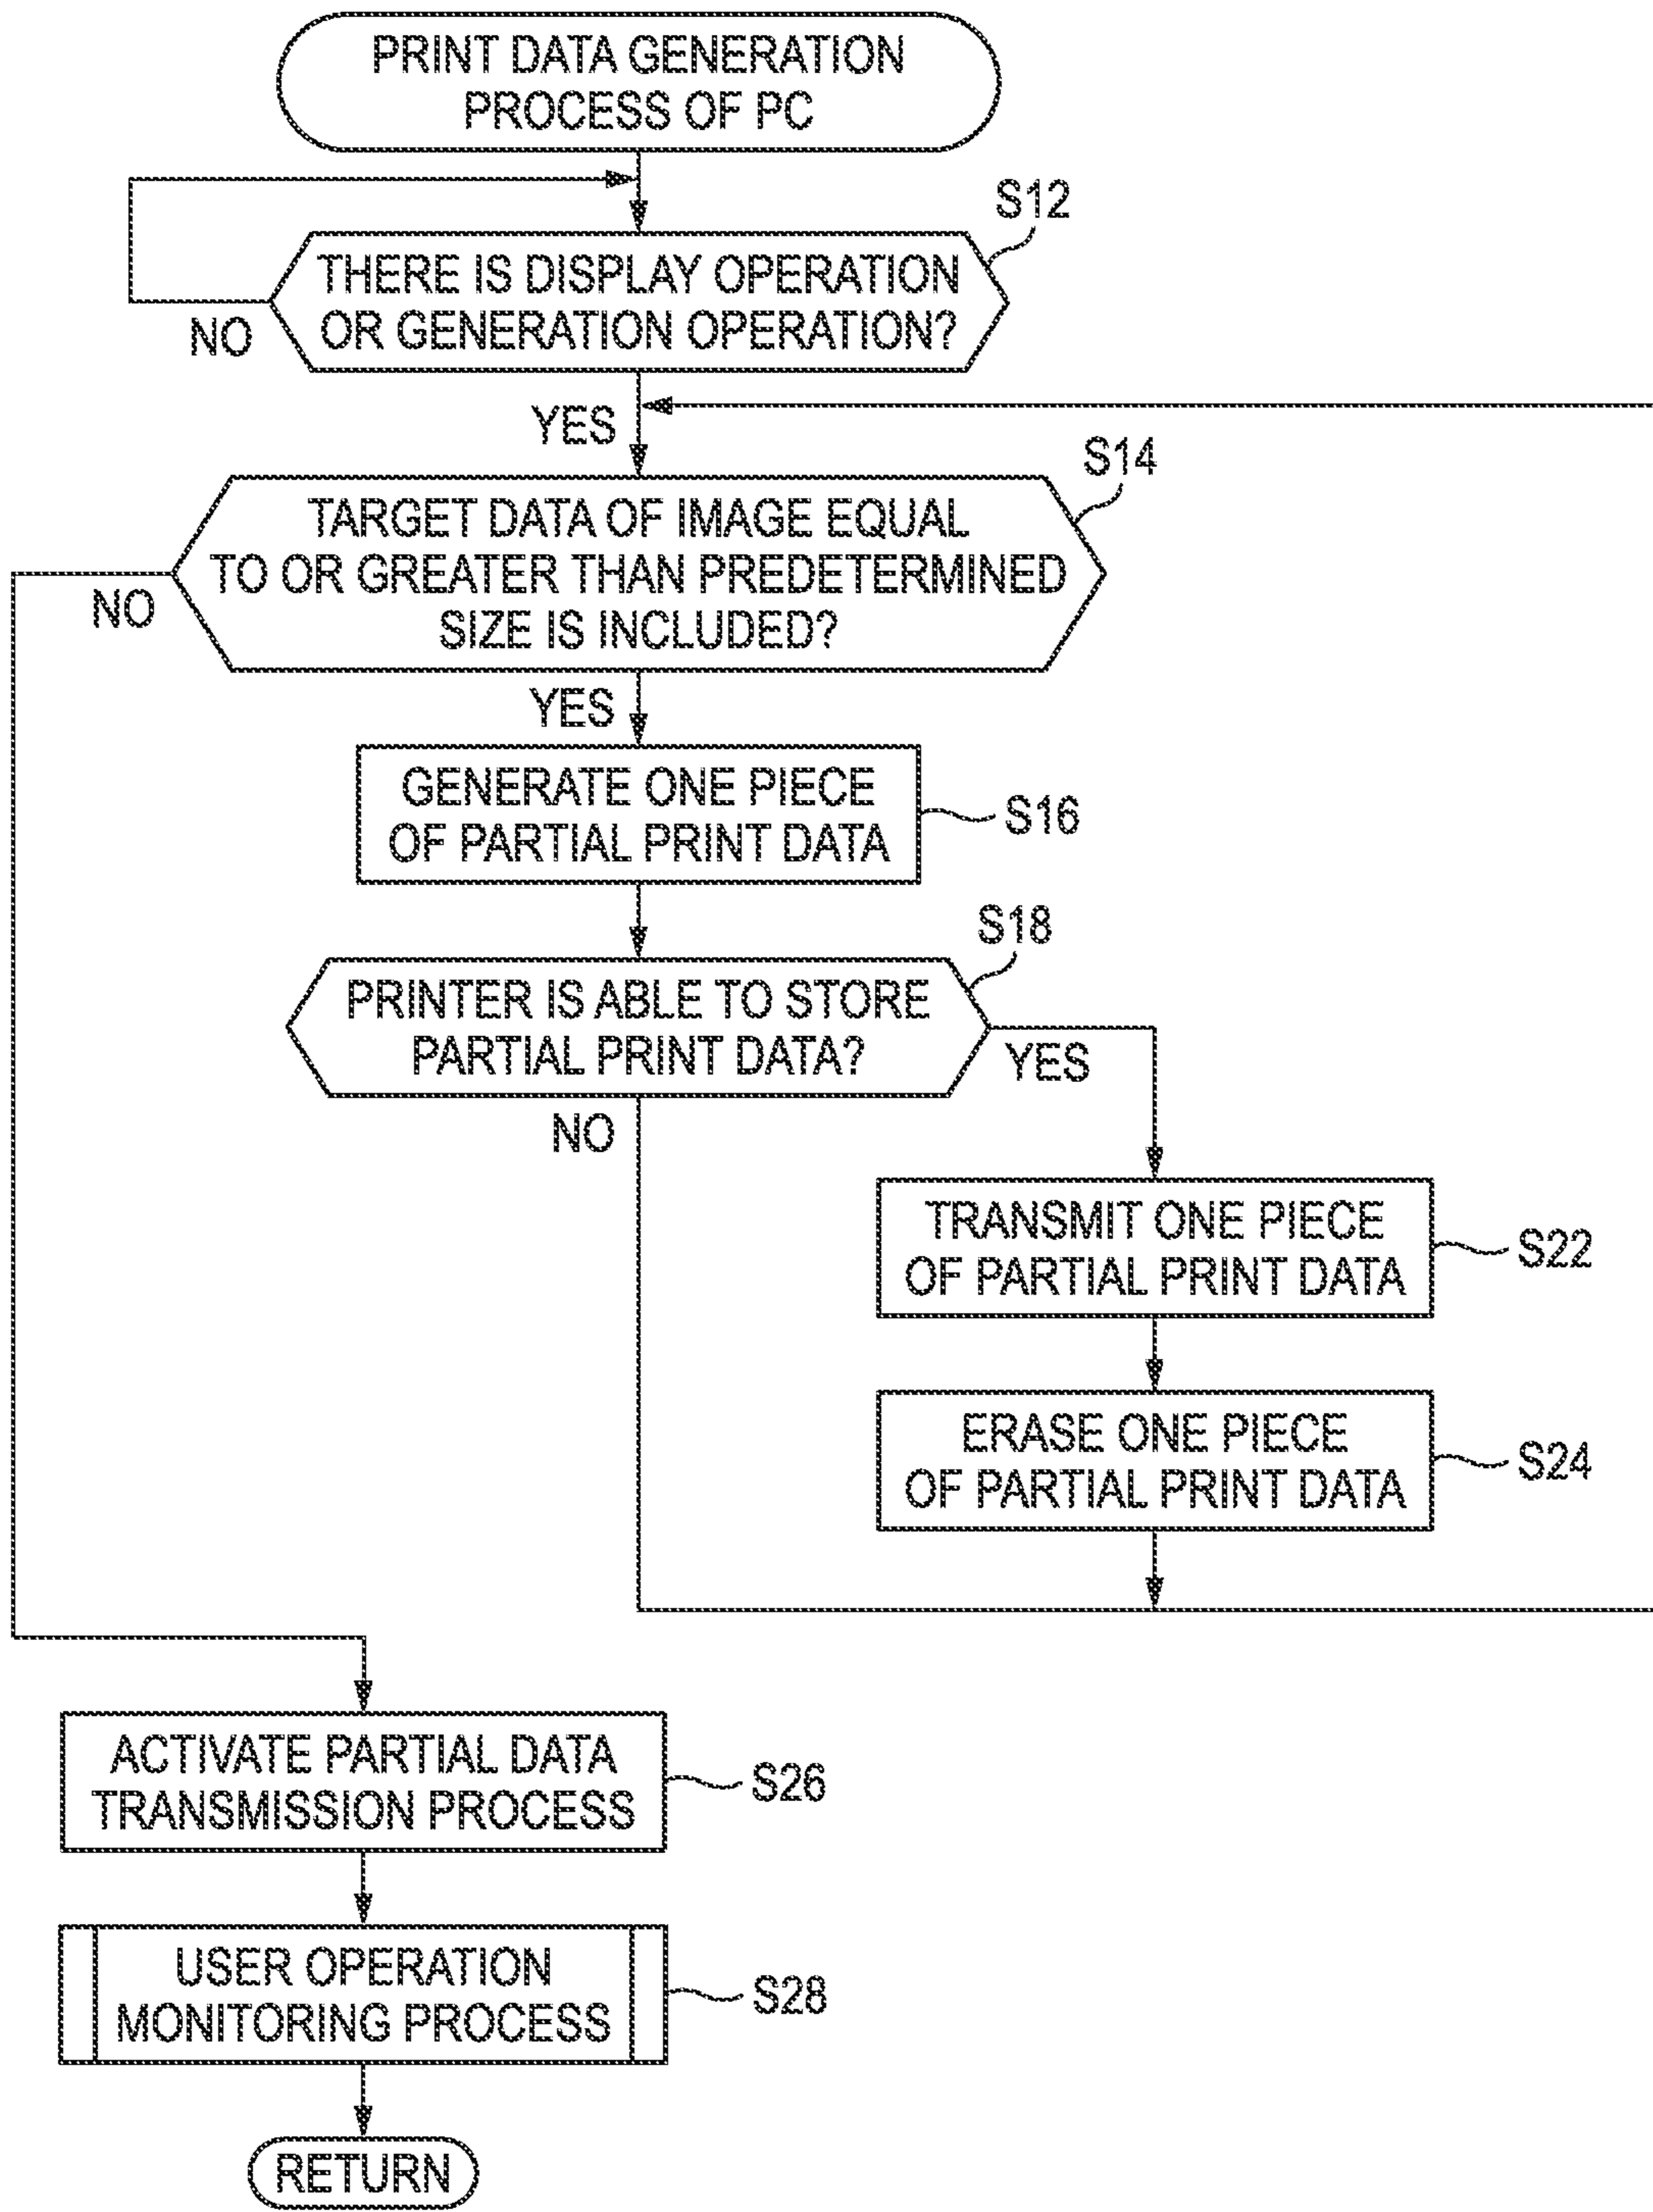 PRINT DATA GENERATION
PROCESS OF PC
S12
THERE IS DISPLAY OPERATION
OR GENERATION OPERATION?
NO
YES
S14
TARGET DATA OF IMAGE EQUAL
TO OR GREATER THAN PREDETERMINED
SIZE IS INCLUDED?
NO
YES
GENERATE ONE PIECE
OF PARTIAL PRINT DATA
S16
S18
PRINTER IS ABLE TO STORE
PARTIAL PRINT DATA?
YES
NO
TRANSMIT ONE PIECE
OF PARTIAL PRINT DATA
S22
ERASE ONE PIECE
OF PARTIAL PRINT DATA
S24
ACTIVATE PARTIAL DATA
TRANSMISSION PROCESS
S26
USER OPERATION
MONITORING PROCESS
S28
RETURN